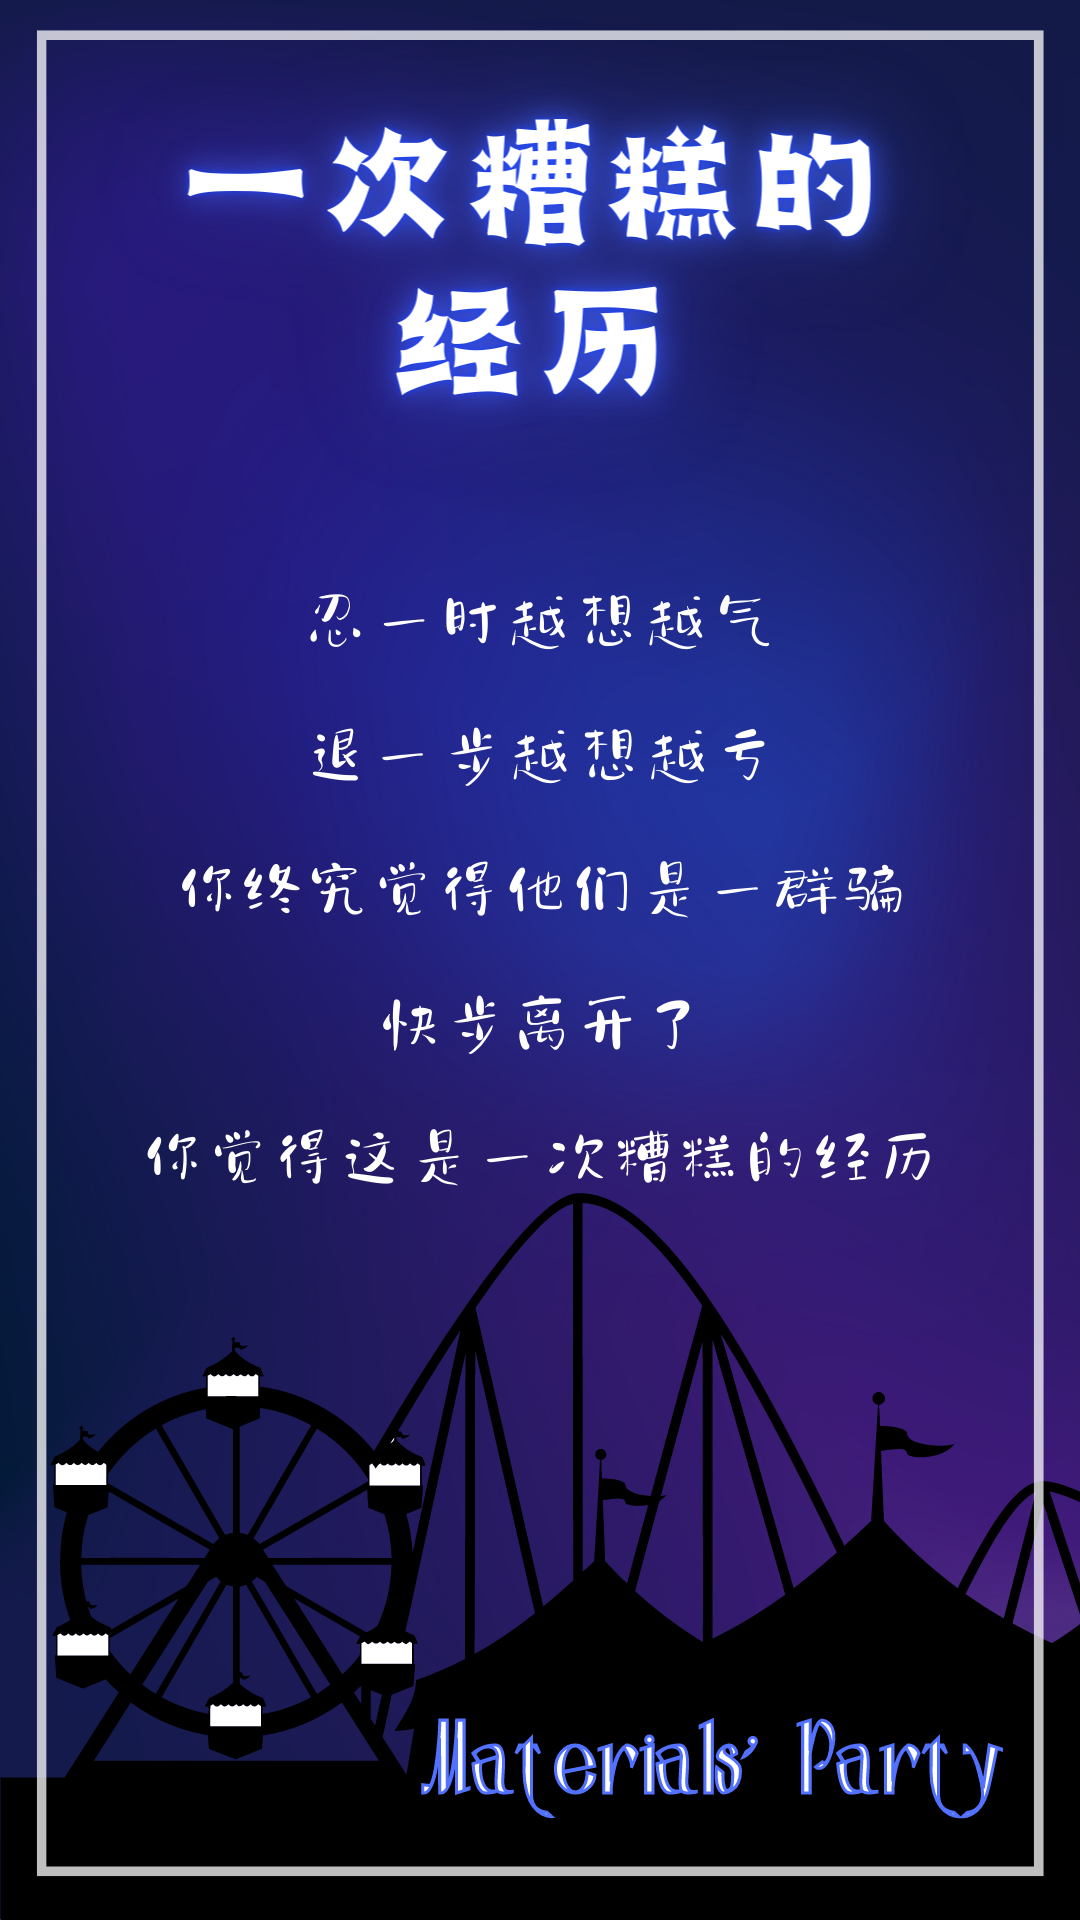 一次糟糕的
经历
忍一时越想越气
退一步越想越亏
你终究觉得他们是一群骗
快步离开了
你觉得这是一次糟糕的经历
Materials' Party